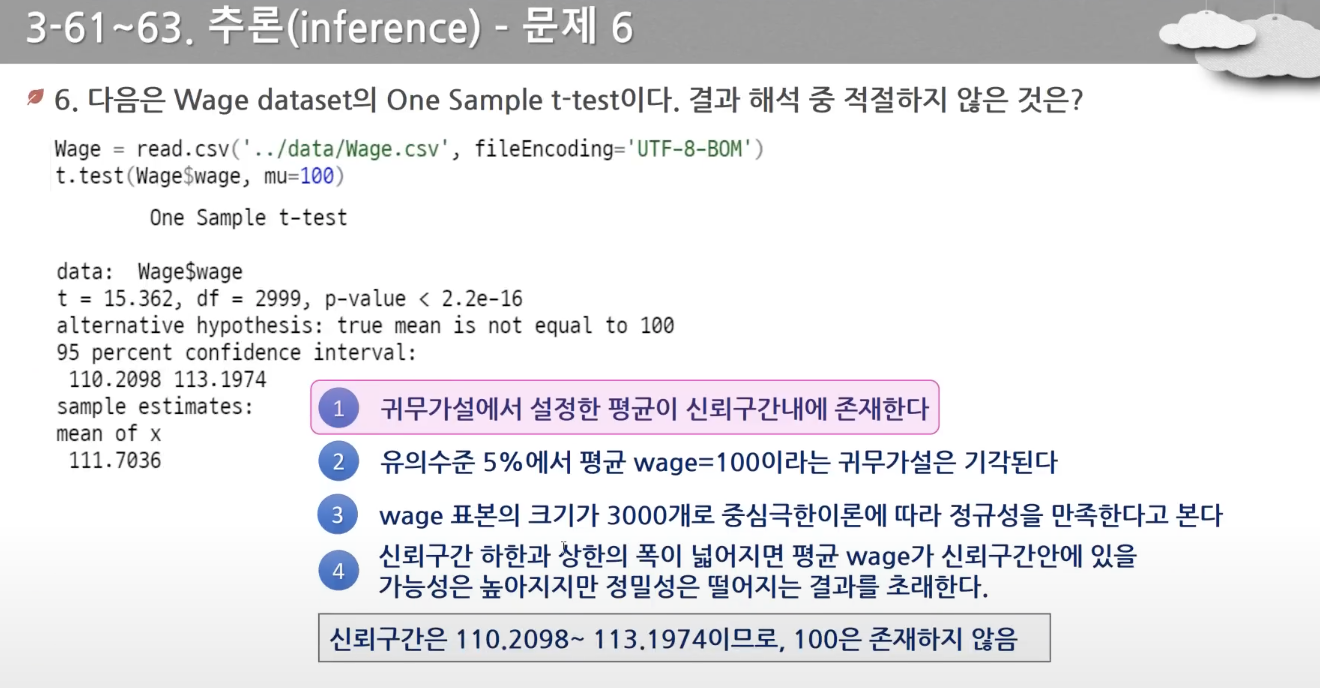 3-61~63. 추론(inference) - 문제 6
6. 다음은 Wage dataset의 One Sample t-test이다. 결과 해석 중 적절하지 않은 것은?
Wage = read.csv('../data/Wage.csv', fileEncoding='UTF-8-BOM')
t.test(Wage$wage, mu=100)
One Sample t-test
data:  Wage$wage
t = 15.362, df = 2999, p-value < 2.2e-16
alternative hypothesis: true mean is not equal to 100
95 percent confidence interval:
110.2098 113.1974
sample estimates:
mean of x
111.7036
1 귀무가설에서 설정한 평균이 신뢰구간내에 존재한다
2 유의수준 5%에서 평균 wage=100이라는 귀무가설은 기각된다
3 wage 표본의 크기가 3000개로 중심극한이론에 따라 정규성을 만족한다고 본다
4 신뢰구간 하한과 상한의 폭이 넓어지면 평균 wage가 신뢰구간안에 있을
가능성은 높아지지만 정밀성은 떨어지는 결과를 초래한다.
신뢰구간은 110.2098~ 113.1974이므로, 100은 존재하지 않음